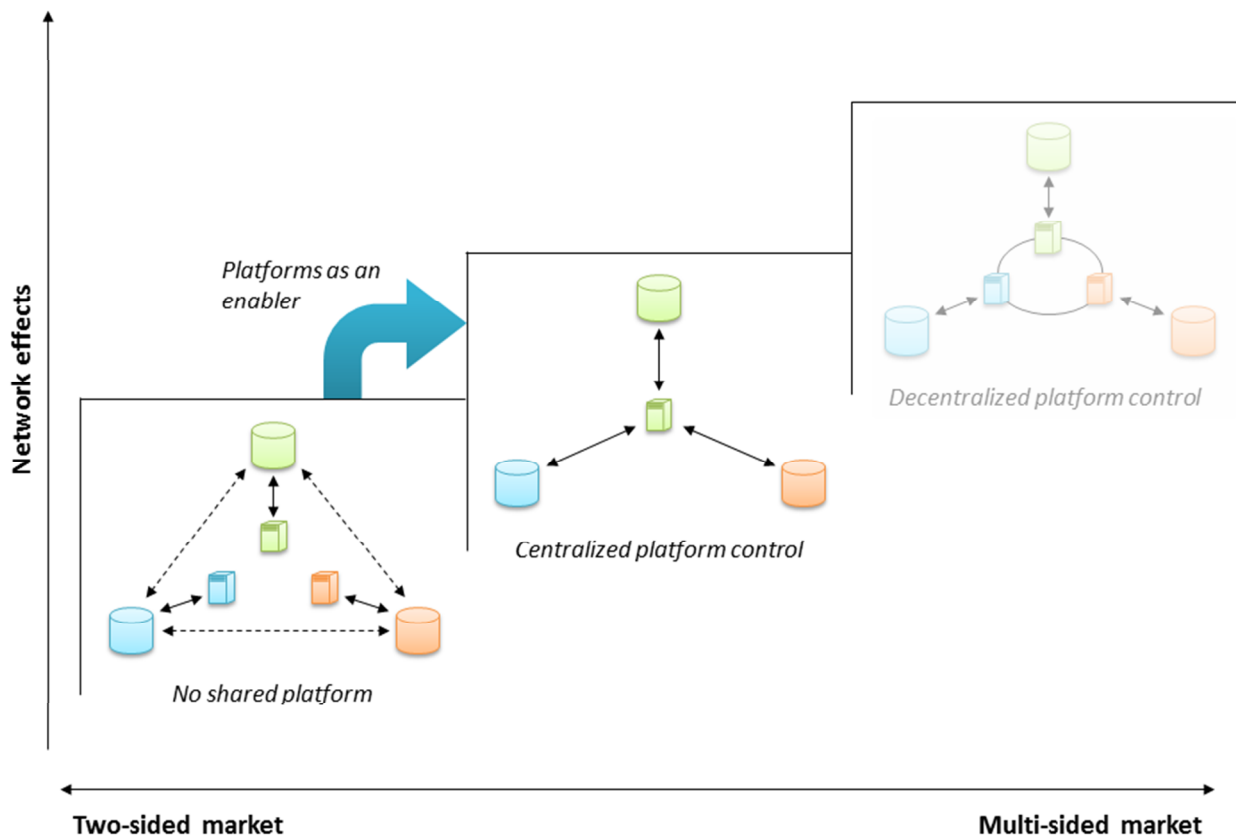 Network effects
Platforms as an
enabler
No shared platform
Centralized platform control
Decentralized platform control
Two-sided market
Multi-sided market